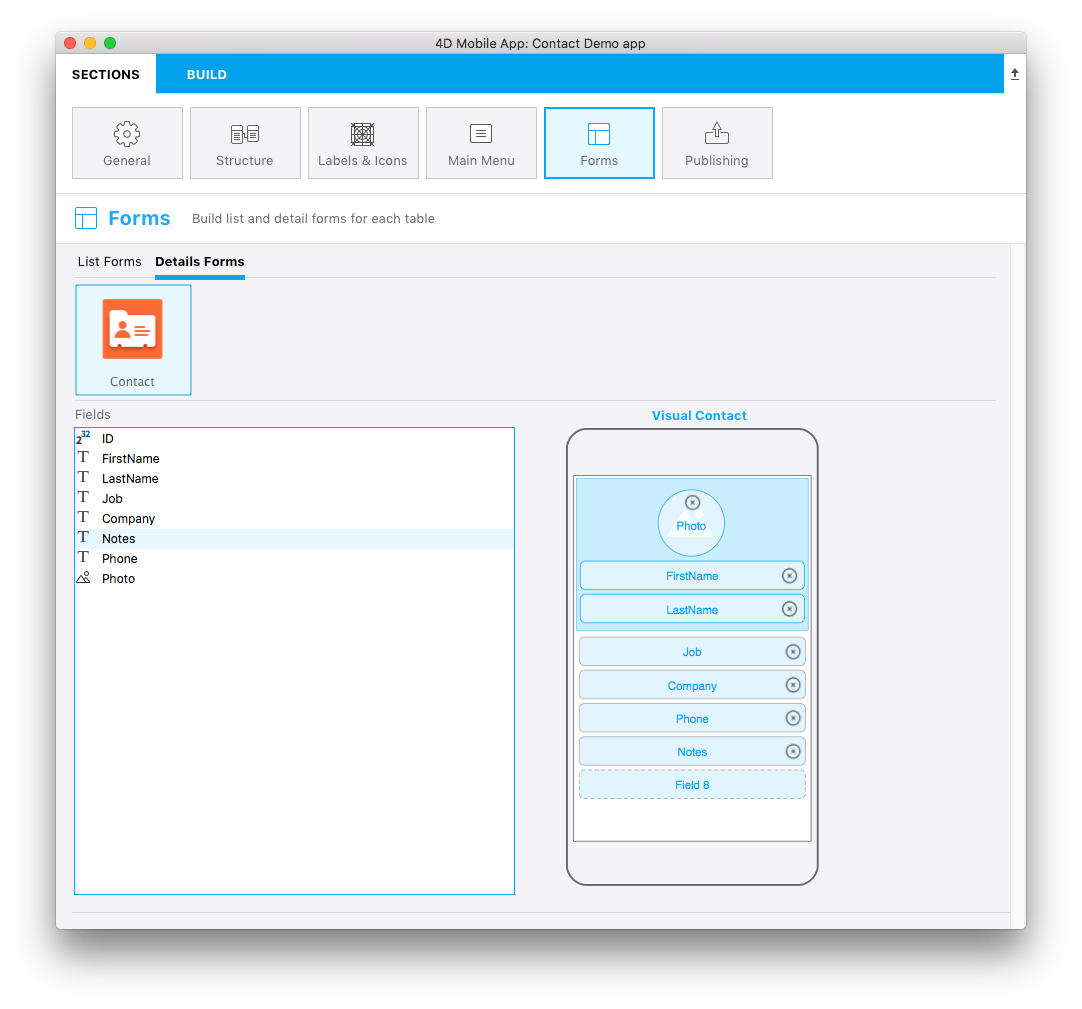 4D Mobile App: Contact Demo app
SECTIONS BUILD
General Structure Labels & Icons Main Menu Forms Publishing
Forms Build list and detail forms for each table
List Forms Details Forms
Contact
Fields
Visual Contact
2³² ID
T FirstName
T LastName
T Job
T Company
T Notes
T Phone
Photo
Photo
FirstName
LastName
Job
Company
Phone
Notes
Field 8